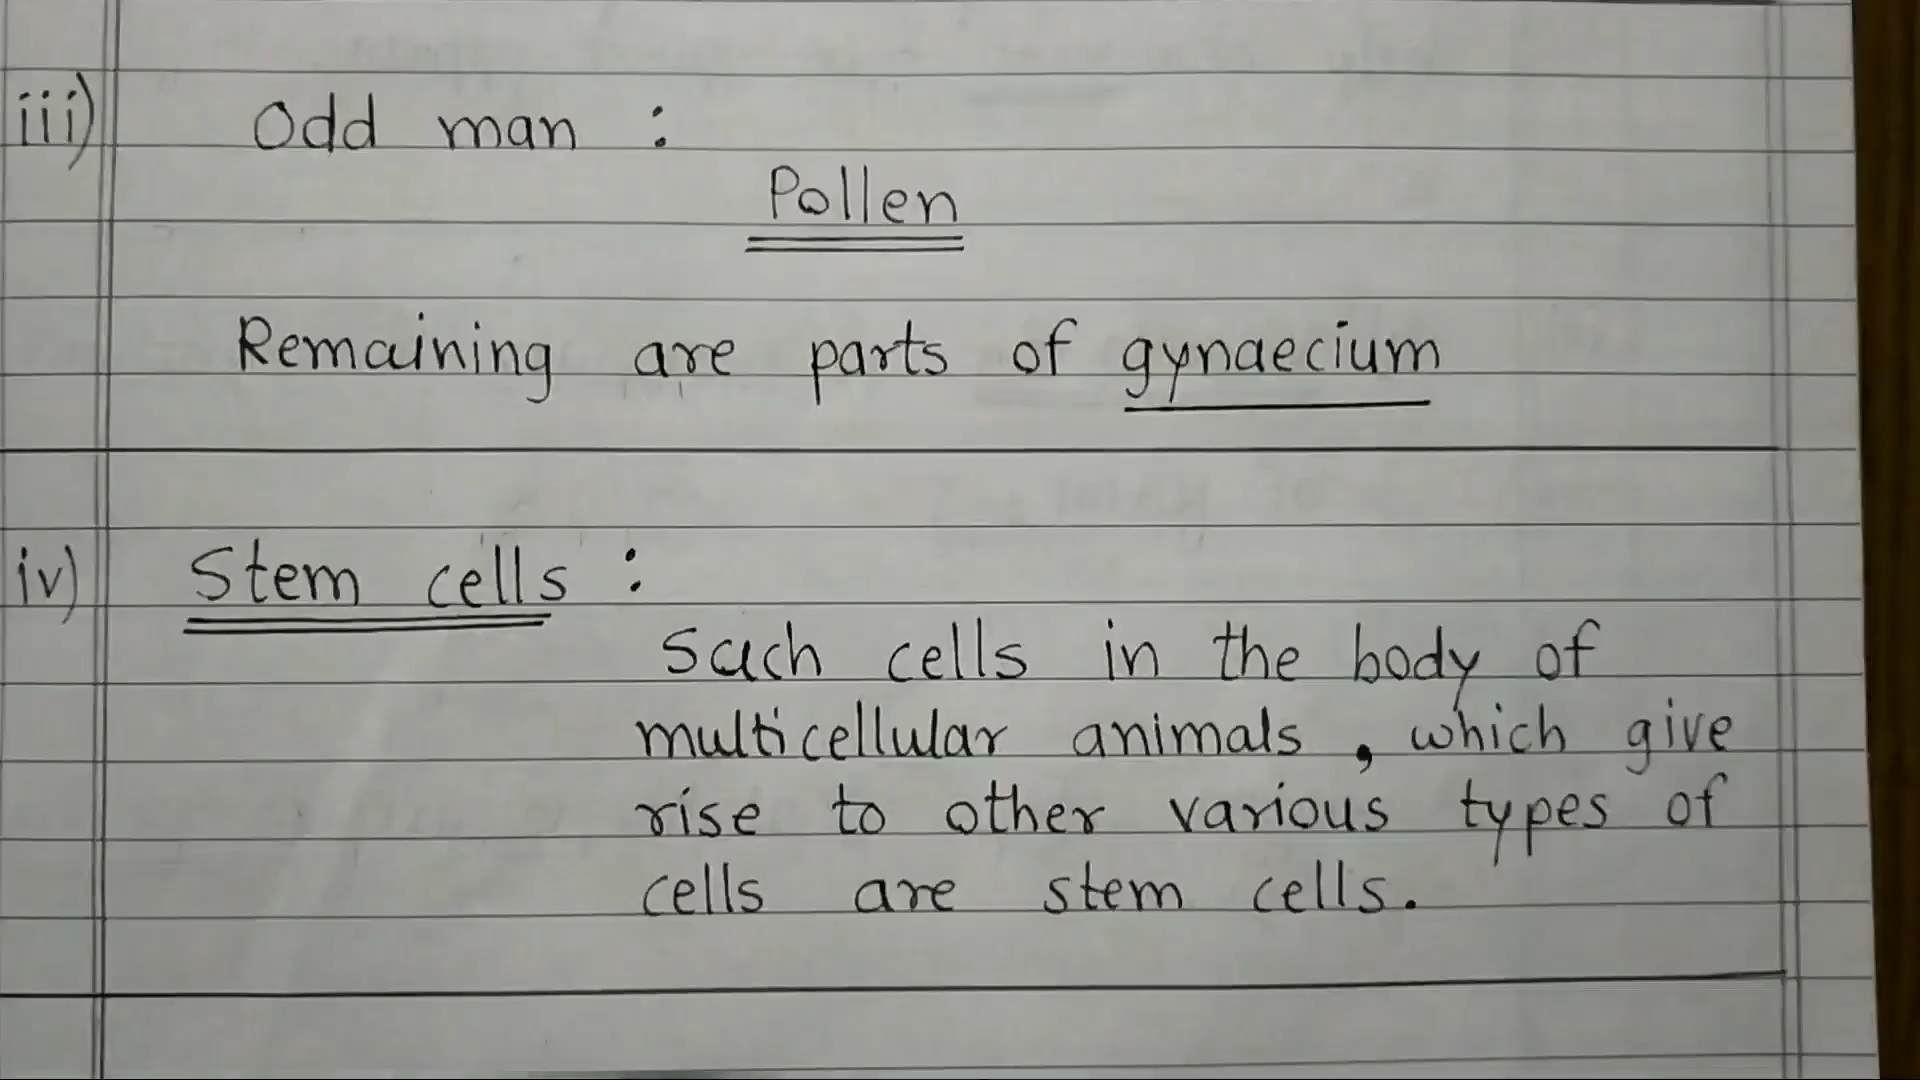 iii) Odd man :
Pollen
Remaining are parts of gynaecium
iv) Stem cells :
Such cells in the body of
multicellular animals , which give
rise to other various types of
cells are stem cells.